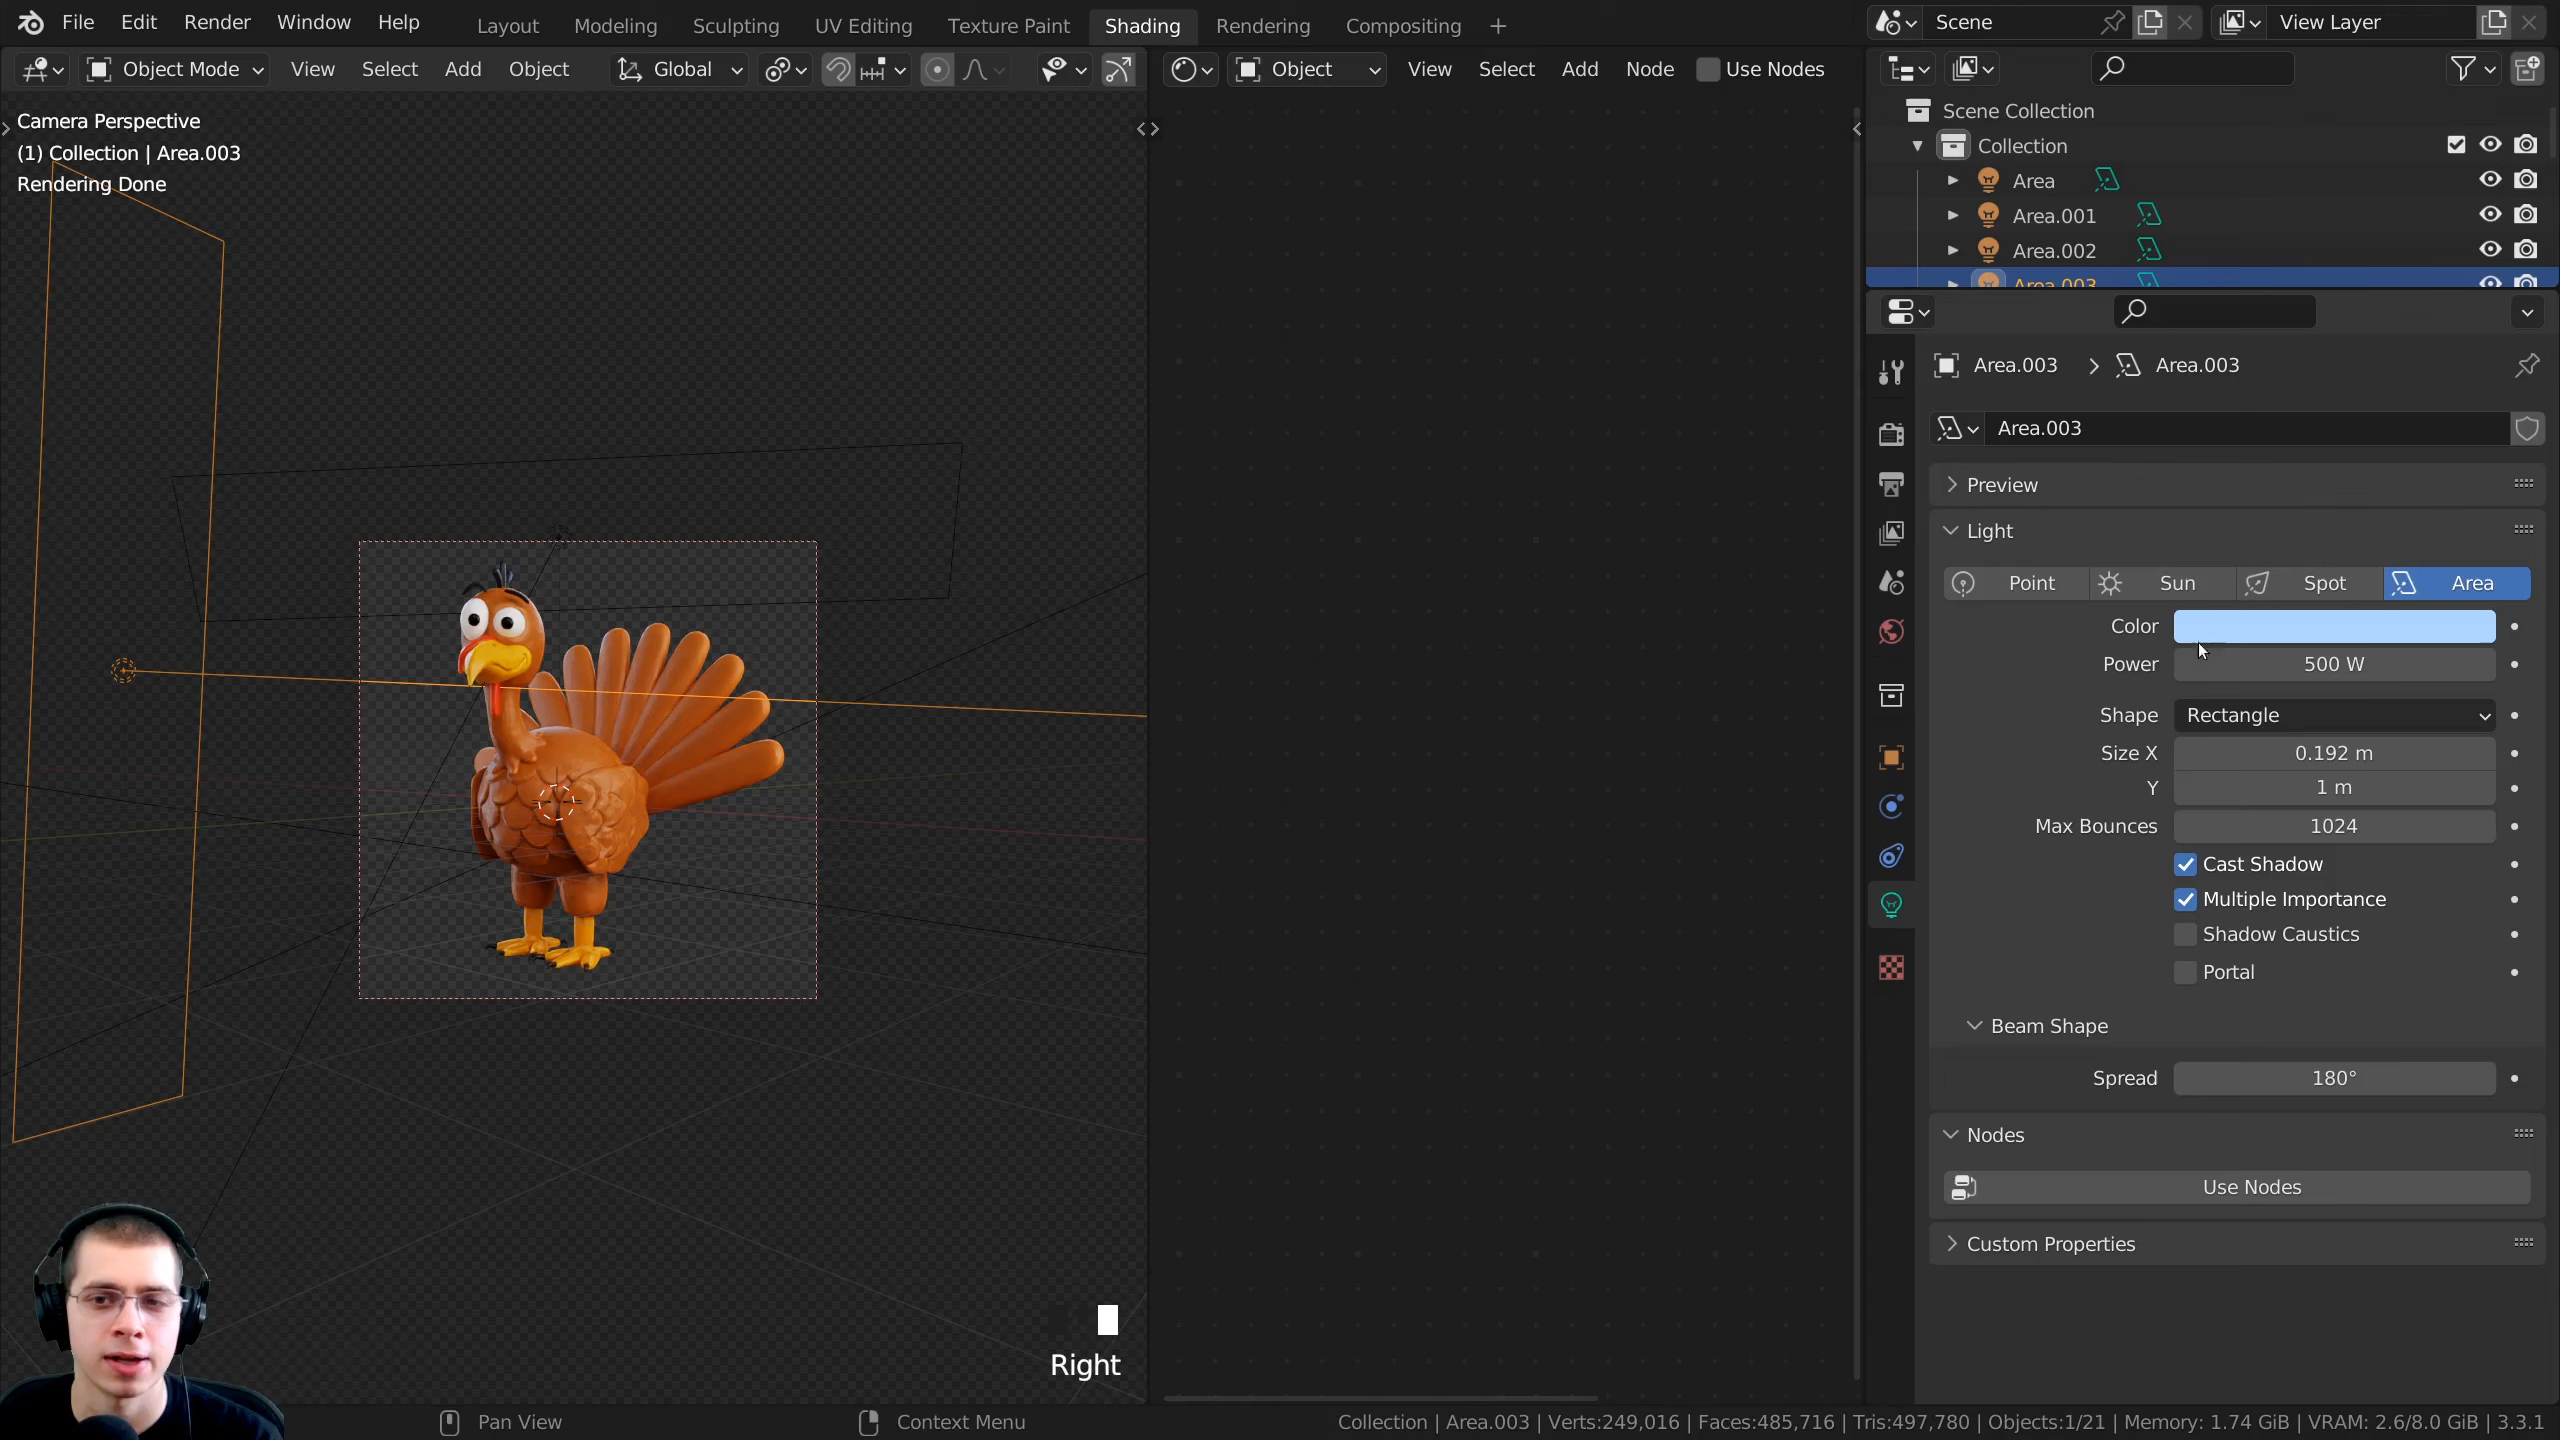 File Edit Render Window Help Layout Modeling Sculpting UV Editing Texture Paint Shading Rendering Compositing + Scene View Layer
Object Mode View Select Add Object Global Object View Select Add Node Use Nodes
Camera Perspective
(1) Collection | Area.003
Rendering Done
Scene Collection
Collection
Area
Area.001
Area.002
Area.003
Area.003 > Area.003
Area.003
Preview
Light
Point Sun Spot Area
Color
Power 500 W
Shape Rectangle
Size X 0.192 m
Y 1 m
Max Bounces 1024
Cast Shadow
Multiple Importance
Shadow Caustics
Portal
Beam Shape
Spread 180°
Nodes
Use Nodes
Custom Properties
Right
Pan View Context Menu Collection | Area.003 | Verts:249,016 | Faces:485,716 | Tris:497,780 | Objects:1/21 | Memory: 1.74 GiB | VRAM: 2.6/8.0 GiB | 3.3.1